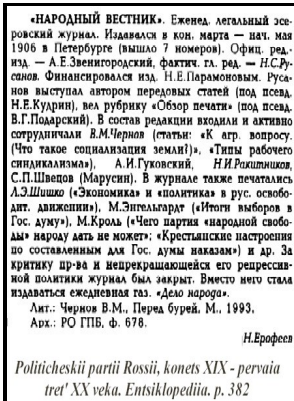 «НАРОДНЫЙ ВЕСТНИК». Еженед. легальный эсе-
ровский журнал. Издавался в кон. марта — нач. мая
1906 в Петербурге (вышло 7 номеров). Офиц. ред.-
изд. — А.Е.Звенигородский, фактич. гл. ред. — Н.С.Ру-
санов. Финансировался изд. Н.Е.Парамоновым. Руса-
нов выступал автором передовых статей (под псевд.
Н.Е.Кудрин), вел рубрику «Обзор печати» (под псевд.
В.Г.Подарский). В состав редакции входили и активно
сотрудничали В.М.Чернов (статьи: «К агр. вопросу.
(Что такое социализация земли?)». «Типы рабочего
синдикализма»), А.И.Гуковский, Н.И.Ракитников,
С.П.Швецов (Марусин). В журнале также печатались
Л.Э.Шишко («Экономика» и «политика» в рус. освобо-
дит. движении»), М.Энгельгардт («Итоги выборов в
Гос. думу»), М.Кроль («Чего партия «народной свобо-
ды» народу дать не может»; «Крестьянские настроения
по составленным для Гос. думы наказам») и др. За
критику пр-ва и непрекращающейся его репрессив-
ной политики журнал был закрыт. Вместо него стала
издаваться ежедневная газ. «Дело народа».
Лит.: Чернов В.М., Перед бурей, М., 1993.
Арх.: РО ГПБ, ф. 678.
Н.Ерофеев
Politicheskii partii Rossii, konets XIX - pervaia
tret' XX veka. Entsiklopediia. p. 382